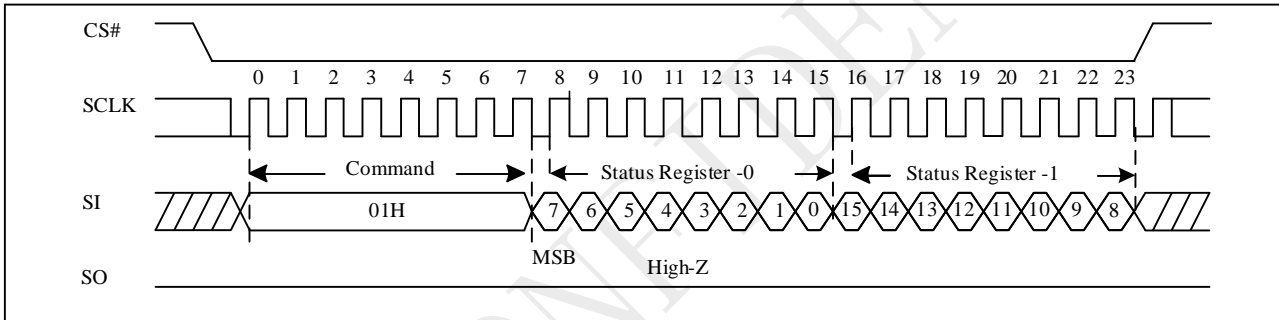 CS#
0 1 2 3 4 5 6 7 8 9 10 11 12 13 14 15 16 17 18 19 20 21 22 23
SCLK
Command Status Register -0 Status Register -1
SI
01H 7 6 5 4 3 2 1 0 15 14 13 12 11 10 9 8
MSB High-Z
SO